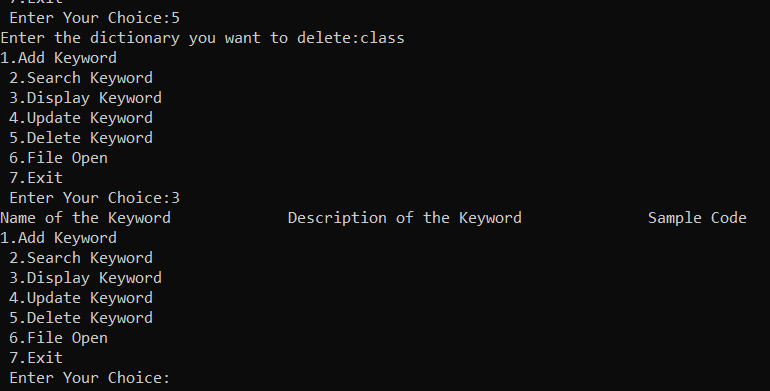 7.Exit
Enter Your Choice:5
Enter the dictionary you want to delete:class
1.Add Keyword
2.Search Keyword
3.Display Keyword
4.Update Keyword
5.Delete Keyword
6.File Open
7.Exit
Enter Your Choice:3
Name of the Keyword Description of the Keyword Sample Code
1.Add Keyword
2.Search Keyword
3.Display Keyword
4.Update Keyword
5.Delete Keyword
6.File Open
7.Exit
Enter Your Choice: